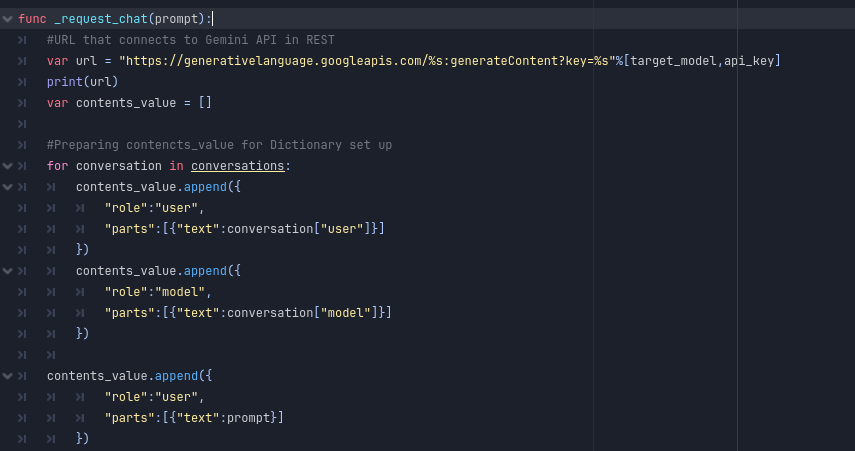 func _request_chat(prompt):
#URL that connects to Gemini API in REST
var url = "https://generativelanguage.googleapis.com/%s:generateContent?key=%s"%[target_model,api_key]
print(url)
var contents_value = []
#Preparing contencts_value for Dictionary set up
for conversation in conversations:
contents_value.append({
"role":"user",
"parts":[{"text":conversation["user"]}]
})
contents_value.append({
"role":"model",
"parts":[{"text":conversation["model"]}]
})
contents_value.append({
"role":"user",
"parts":[{"text":prompt}]
})